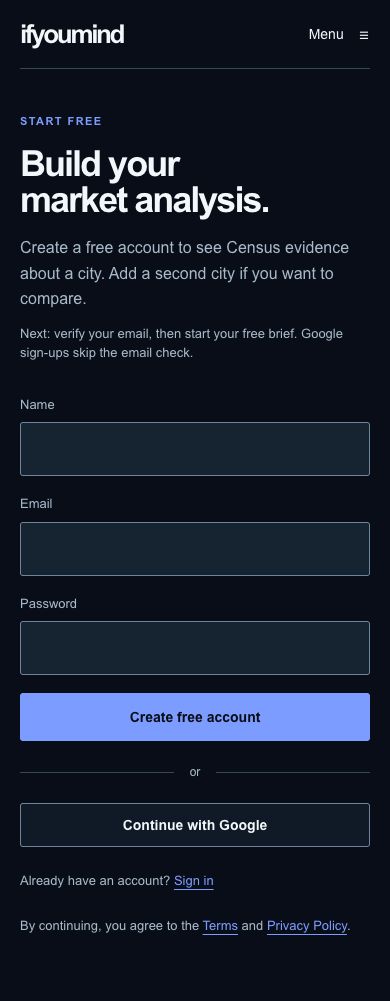 ifyoumind
Menu ≡
START FREE
Build your
market analysis.
Create a free account to see Census evidence
about a city. Add a second city if you want to
compare.
Next: verify your email, then start your free brief. Google
sign-ups skip the email check.
Name
Email
Password
Create free account
or
Continue with Google
Already have an account? Sign in
By continuing, you agree to the Terms and Privacy Policy.